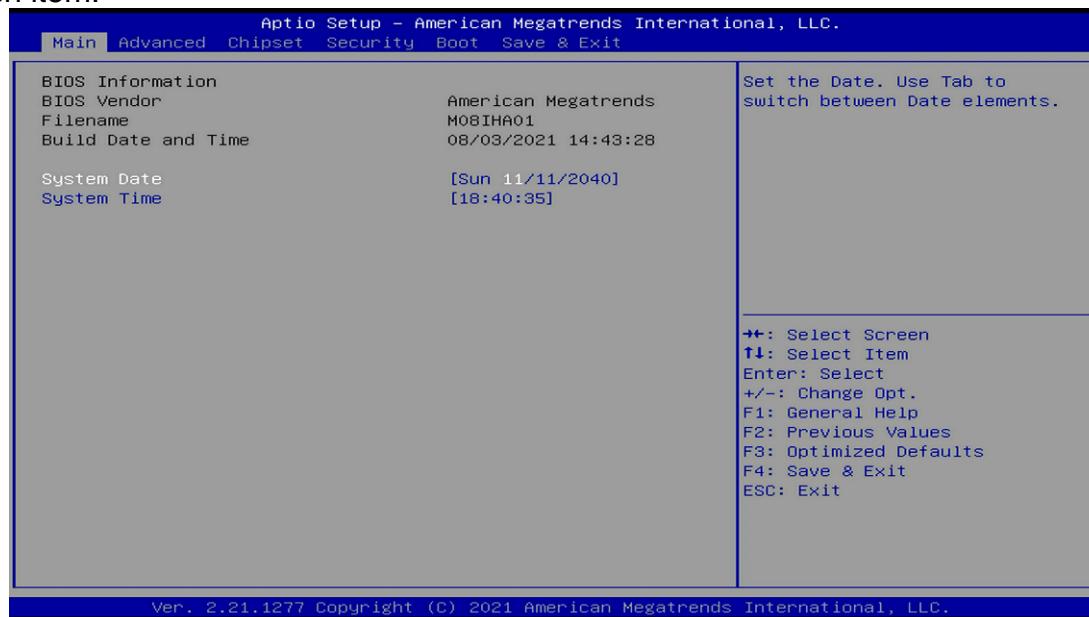 Aptio Setup – American Megatrends International, LLC.
Main Advanced Chipset Security Boot Save & Exit
BIOS Information
BIOS Vendor American Megatrends
Filename M08IHA01
Build Date and Time 08/03/2021 14:43:28
System Date [Sun 11/11/2040]
System Time [18:40:35]
Set the Date. Use Tab to
switch between Date elements.
→←: Select Screen
↑↓: Select Item
Enter: Select
+/-: Change Opt.
F1: General Help
F2: Previous Values
F3: Optimized Defaults
F4: Save & Exit
ESC: Exit
Ver. 2.21.1277 Copyright (C) 2021 American Megatrends International, LLC.